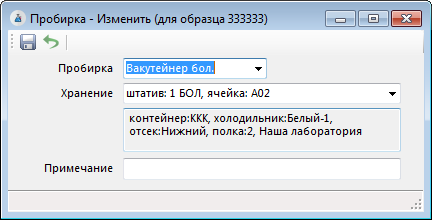 Пробирка - Изменить (для образца 333333)
Пробирка Вакутейнер бол.
Хранение штатив: 1 БОЛ, ячейка: A02
контейнер:ККК, холодильник:Белый-1,
отсек:Нижний, полка:2, Наша лаборатория
Примечание